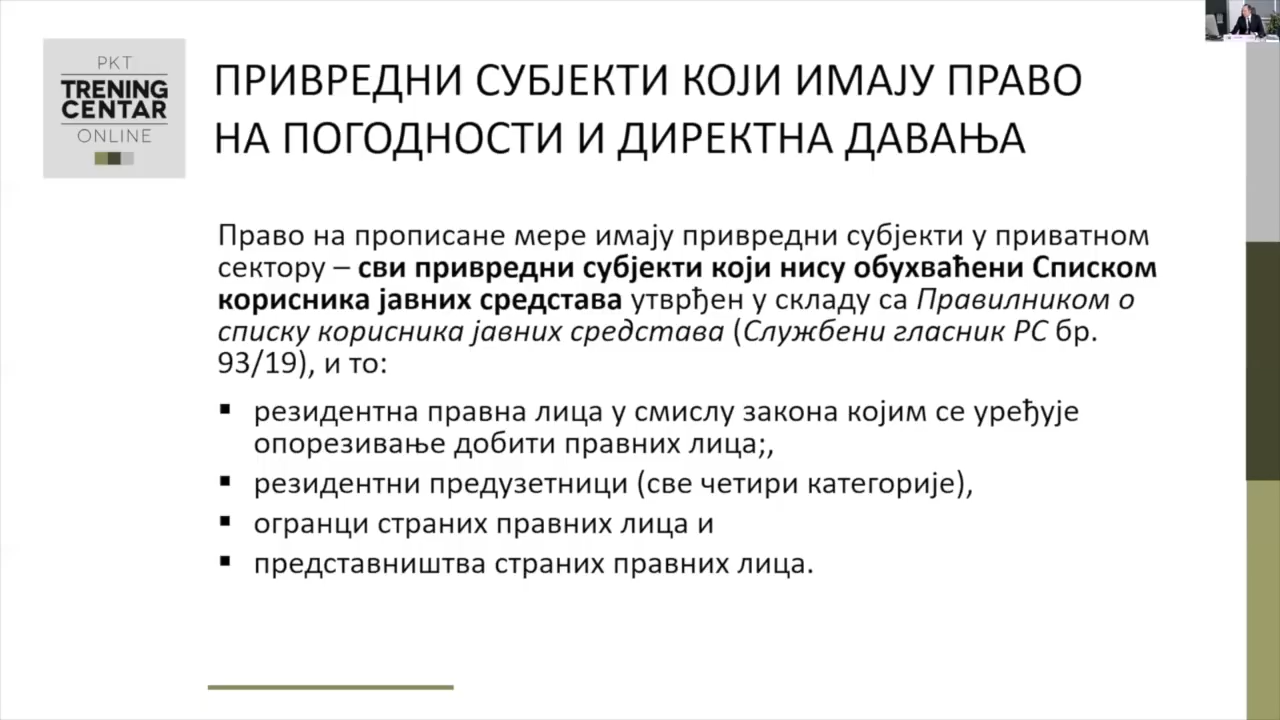 PKT
TRENING
CENTAR
ONLINE
ПРИВРЕДНИ СУБЈЕКТИ КОЈИ ИМАЈУ ПРАВО
НА ПОГОДНОСТИ И ДИРЕКТНА ДАВАЊА
Право на прописане мере имају привредни субјекти у приватном
сектору – сви привредни субјекти који нису обухваћени Списком
корисника јавних средстава утврђен у складу са Правилником о
списку корисника јавних средстава (Службени гласник РС бр.
93/19), и то:
▪ резидентна правна лица у смислу закона којим се уређује
опорезивање добити правних лица;,
▪ резидентни предузетници (све четири категорије),
▪ огранци страних правних лица и
▪ представништва страних правних лица.